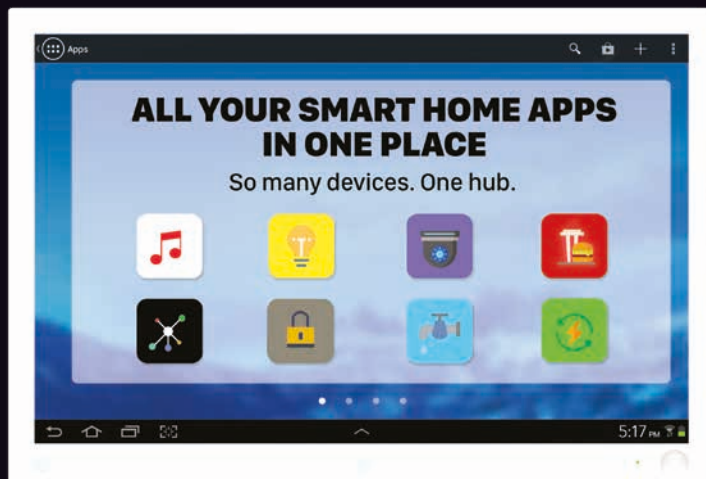 Apps
ALL YOUR SMART HOME APPS
IN ONE PLACE
So many devices. One hub.
5:17 PM